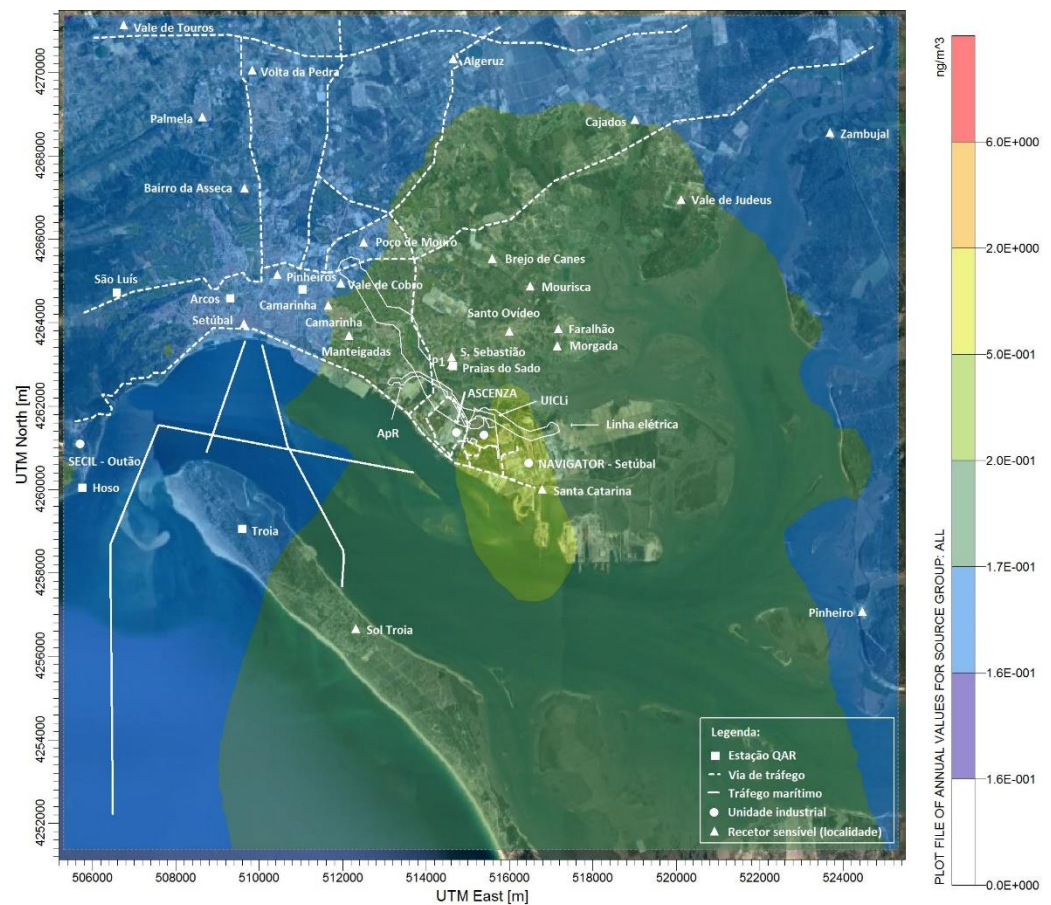 Vale de Touros
Algeruz
Volta da Pedra
Palmela
Cajados
Zambujal
Bairro da Asseca
Vale de Judeus
Poço de Mouro
Brejo de Canes
Pinheiros
Vale de Cobro
Mourisca
São Luís
Arcos
Camarinha
Camarinha
Setúbal
Santo Ovídeo
Faralhão
Manteigadas
Morgada
P1
S. Sebastião
Praias do Sado
ASCENZA
UICLi
ApR
Linha elétrica
SECIL - Outão
NAVIGATOR - Setúbal
Hoso
Santa Catarina
Troia
Pinheiro
Sol Troia
Legenda:
Estação QAR
Via de tráfego
Tráfego marítimo
Unidade industrial
Recetor sensível (localidade)
UTM North [m]
4270000
4268000
4266000
4264000
4262000
4260000
4258000
4256000
4254000
4252000
506000 508000 510000 512000 514000 516000 518000 520000 522000 524000
UTM East [m]
PLOT FILE OF ANNUAL VALUES FOR SOURCE GROUP: ALL
ng/m^3
6.0E+000
2.0E+000
5.0E-001
2.0E-001
1.7E-001
1.6E-001
1.6E-001
0.0E+000